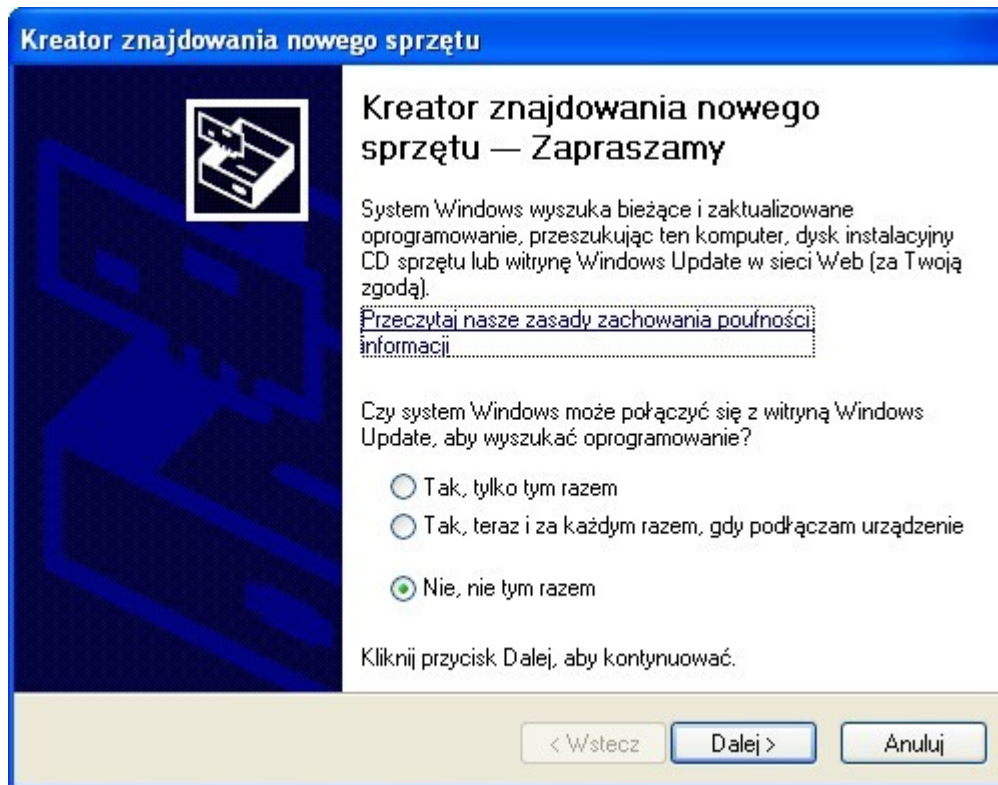 Kreator znajdowania nowego sprzętu
Kreator znajdowania nowego
sprzętu — Zapraszamy
System Windows wyszuka bieżące i zaktualizowane
oprogramowanie, przeszukując ten komputer, dysk instalacyjny
CD sprzętu lub witrynę Windows Update w sieci Web (za Twoją
zgodą).
Przeczytaj nasze zasady zachowania poufności
informacji
Czy system Windows może połączyć się z witryną Windows
Update, aby wyszukać oprogramowanie?
Tak, tylko tym razem
Tak, teraz i za każdym razem, gdy podłączam urządzenie
Nie, nie tym razem
Kliknij przycisk Dalej, aby kontynuować.
< Wstecz
Dalej >
Anuluj